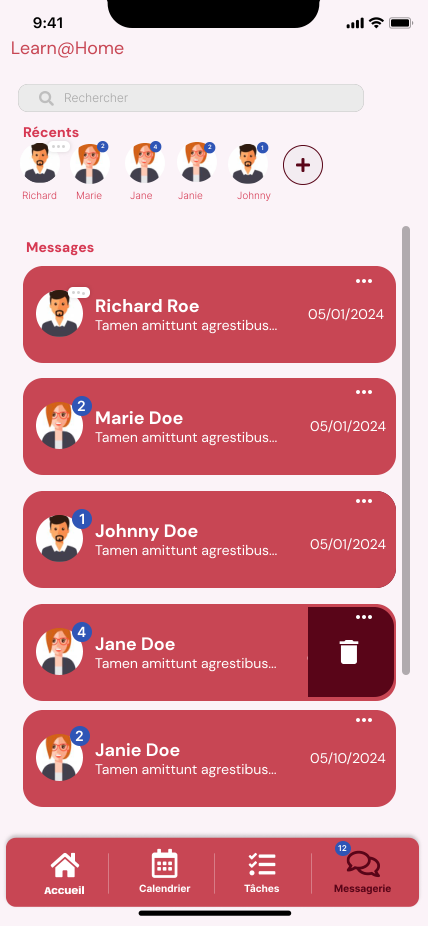 9:41
Learn@Home
Rechercher
Récents
2
2
4
2
1
Richard Marie Jane Janie Johnny
Messages
Richard Roe
Tamen amittunt agrestibus...
05/01/2024
2
Marie Doe
Tamen amittunt agrestibus...
05/01/2024
1
Johnny Doe
Tamen amittunt agrestibus...
05/01/2024
4
Jane Doe
Tamen amittunt agrestibus...
2
Janie Doe
Tamen amittunt agrestibus...
05/10/2024
12
Accueil Calendrier Tâches Messagerie